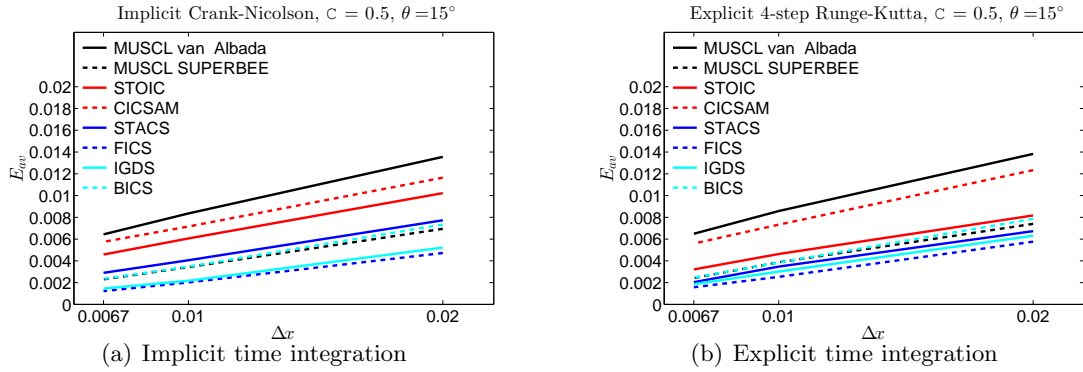 Implicit Crank-Nicolson, C = 0.5, θ =15°
MUSCL van Albada
MUSCL SUPERBEE
STOIC
CICSAM
STACS
FICS
IGDS
BICS
0.02
0.018
0.016
0.014
0.012
0.01
0.008
0.006
0.004
0.002
0
E_av
0.0067
0.01
0.02
Δx
(a) Implicit time integration
Explicit 4-step Runge-Kutta, C = 0.5, θ =15°
MUSCL van Albada
MUSCL SUPERBEE
STOIC
CICSAM
STACS
FICS
IGDS
BICS
0.02
0.018
0.016
0.014
0.012
0.01
0.008
0.006
0.004
0.002
0
E_av
0.0067
0.01
0.02
Δx
(b) Explicit time integration